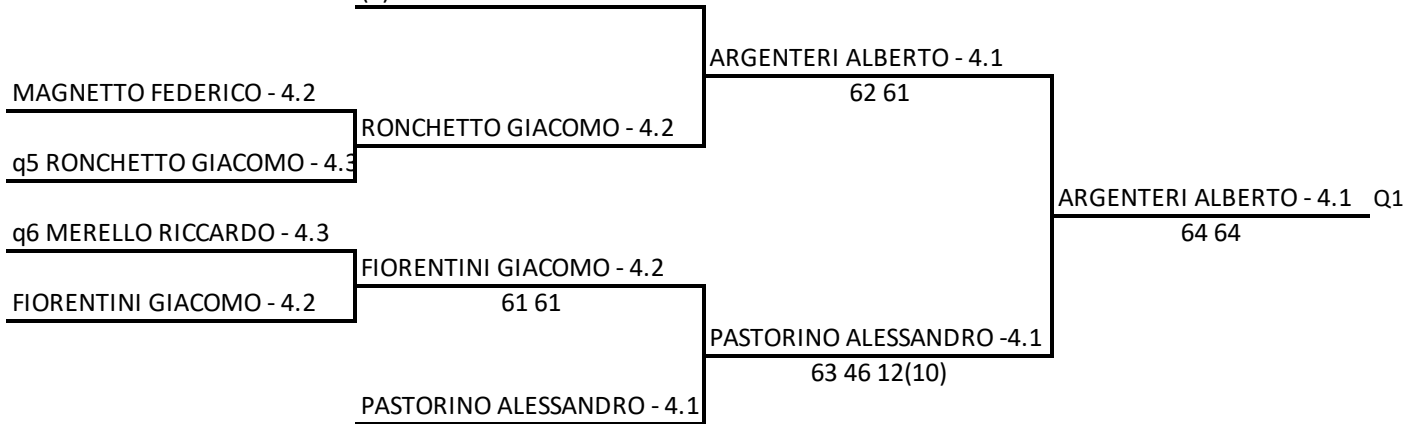 ARGENTERI ALBERTO - 4.1
62 61
MAGNETTO FEDERICO - 4.2
RONCHETTO GIACOMO - 4.2
q5 RONCHETTO GIACOMO - 4.3
ARGENTERI ALBERTO - 4.1 Q1
64 64
q6 MERELLO RICCARDO - 4.3
FIORENTINI GIACOMO - 4.2
61 61
FIORENTINI GIACOMO - 4.2
PASTORINO ALESSANDRO -4.1
63 46 12(10)
PASTORINO ALESSANDRO - 4.1